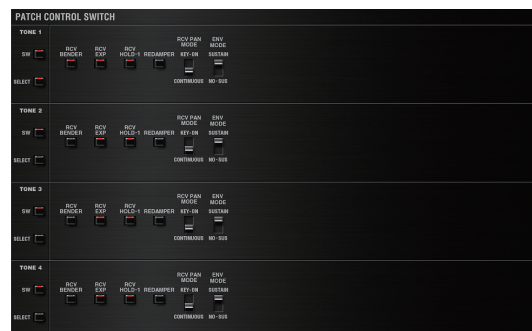 PATCH CONTROL SWITCH
TONE 1
RCV PAN MODE ENV MODE
RCV BENDER RCV EXP RCV HOLD-1 REDAMPER KEY-ON SUSTAIN
SW
SELECT
CONTINUOUS NO-SUS
TONE 2
RCV PAN MODE ENV MODE
RCV BENDER RCV EXP RCV HOLD-1 REDAMPER KEY-ON SUSTAIN
SW
SELECT
CONTINUOUS NO-SUS
TONE 3
RCV PAN MODE ENV MODE
RCV BENDER RCV EXP RCV HOLD-1 REDAMPER KEY-ON SUSTAIN
SW
SELECT
CONTINUOUS NO-SUS
TONE 4
RCV PAN MODE ENV MODE
RCV BENDER RCV EXP RCV HOLD-1 REDAMPER KEY-ON SUSTAIN
SW
SELECT
CONTINUOUS NO-SUS